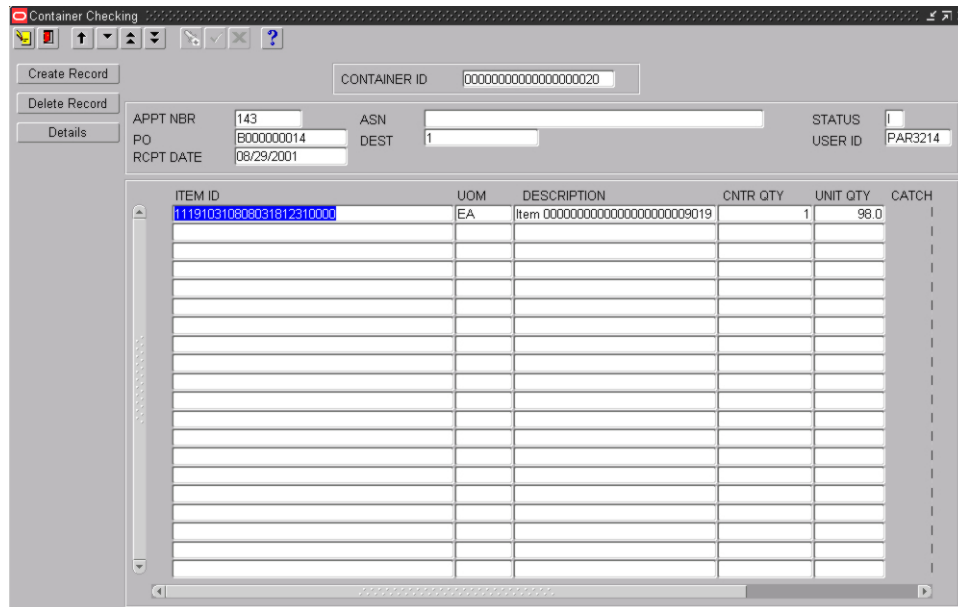 Container Checking
Create Record
CONTAINER ID 00000000000000000020
Delete Record
Details
APPT NBR 143 ASN STATUS I
PO B000000014 DEST 1 USER ID PAR3214
RCPT DATE 08/29/2001
ITEM ID UOM DESCRIPTION CNTR QTY UNIT QTY CATCH
111910310808031812310000 EA Item 0000000000000000000009019 1 98.0